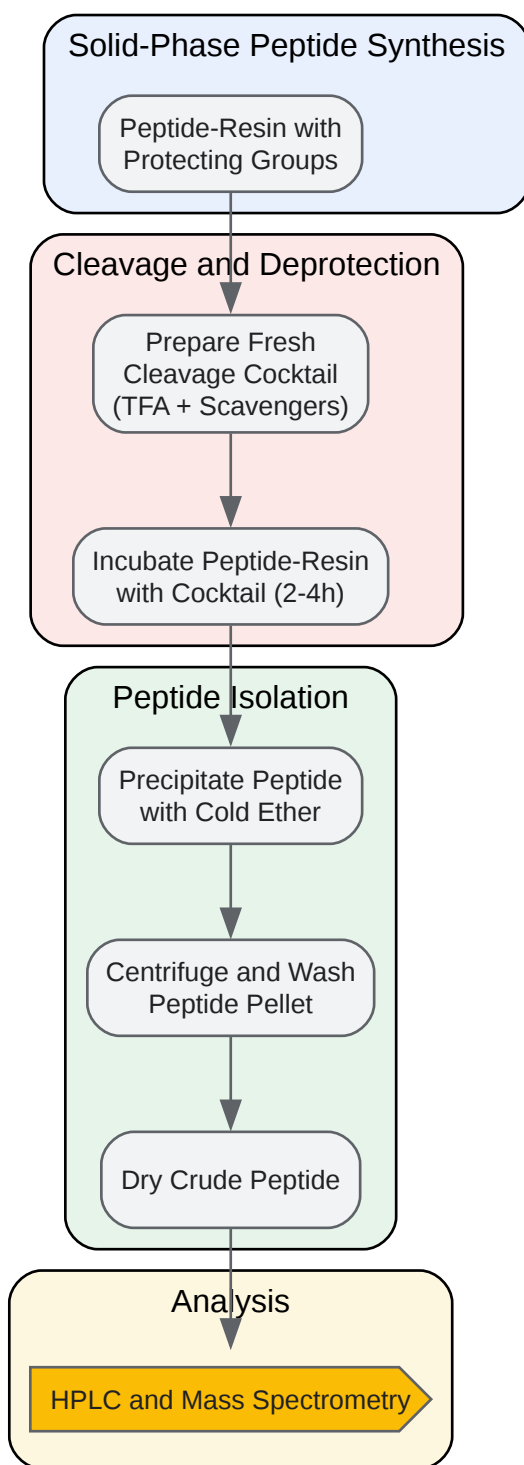 Solid-Phase Peptide Synthesis
Peptide-Resin with
Protecting Groups
Cleavage and Deprotection
Prepare Fresh
Cleavage Cocktail
(TFA + Scavengers)
Incubate Peptide-Resin
with Cocktail (2-4h)
Peptide Isolation
Precipitate Peptide
with Cold Ether
Centrifuge and Wash
Peptide Pellet
Dry Crude Peptide
Analysis
HPLC and Mass Spectrometry